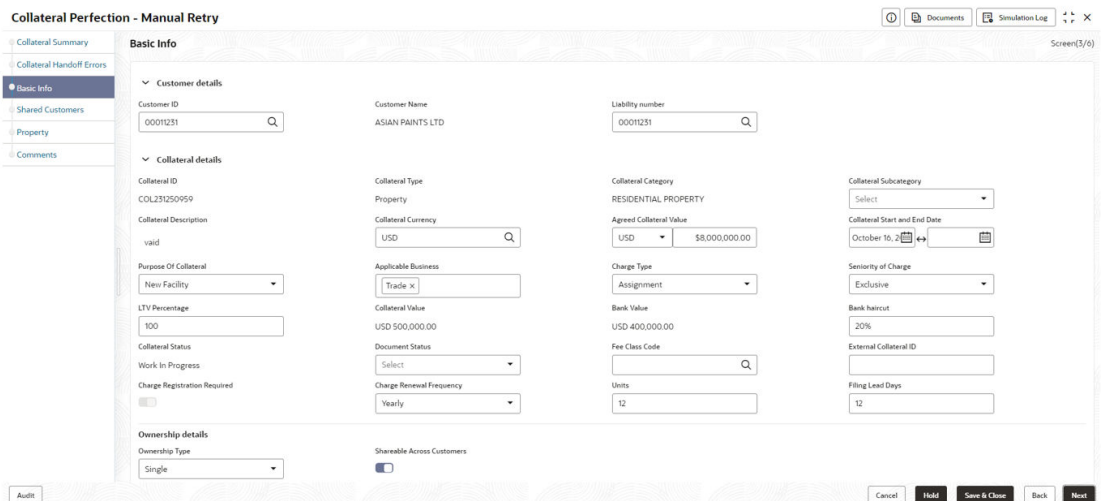 Collateral Perfection - Manual Retry
Documents
Simulation Log
Collateral Summary
Collateral Handoff Errors
Basic Info
Shared Customers
Property
Comments
Basic Info
Screen(3/6)
Customer details
Customer ID Customer Name Liability number
00011231 ASIAN PAINTS LTD 00011231
Collateral details
Collateral ID Collateral Type Collateral Category Collateral Subcategory
COL231250959 Property RESIDENTIAL PROPERTY Select
Collateral Description Collateral Currency Agreed Collateral Value Collateral Start and End Date
vaid USD USD $8,000,000.00 October 16, 2
Purpose Of Collateral Applicable Business Charge Type Seniority of Charge
New Facility Trade × Assignment Exclusive
LTV Percentage Collateral Value Bank Value Bank haircut
100 USD 500,000.00 USD 400,000.00 20%
Collateral Status Document Status Fee Class Code External Collateral ID
Work In Progress Select
Charge Registration Required Charge Renewal Frequency Units Filing Lead Days
Yearly 12 12
Ownership details
Ownership Type Shareable Across Customers
Single
Audit Cancel Hold Save & Close Back Next